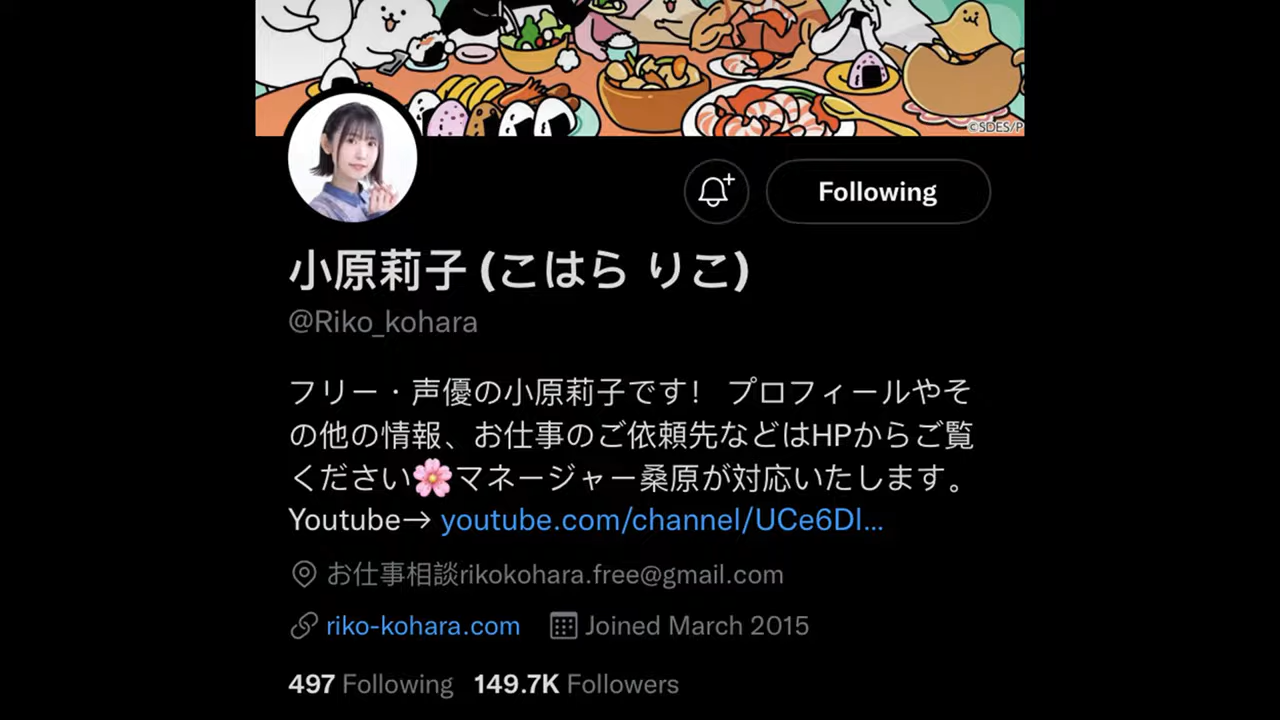 ©SDES/P
Following
小原莉子 (こはら りこ)
@Riko_kohara
フリー・声優の小原莉子です! プロフィールやそ
の他の情報、お仕事のご依頼先などはHPからご覧
ください🌸マネージャー桑原が対応いたします。
Youtube→ youtube.com/channel/UCe6Dl...
お仕事相談rikokohara.free@gmail.com
riko-kohara.com Joined March 2015
497 Following 149.7K Followers